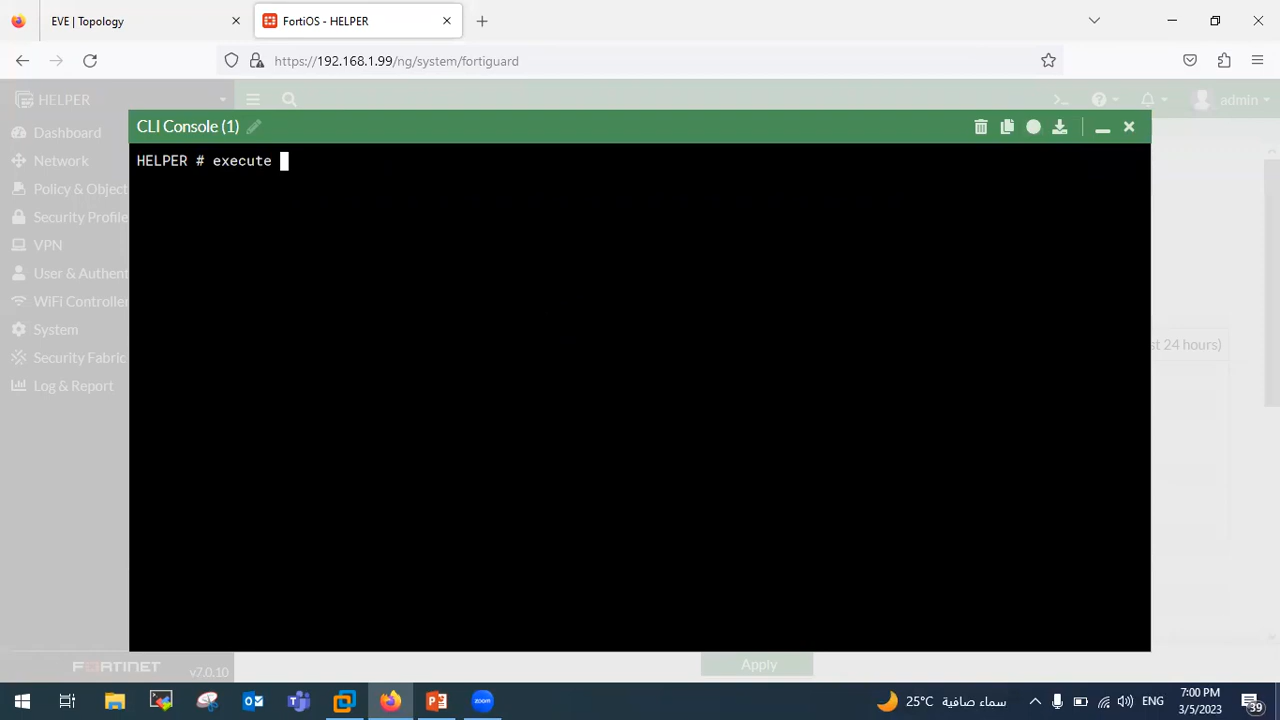 EVE | Topology
FortiOS - HELPER
https://192.168.1.99/ng/system/fortiguard
HELPER
admin
CLI Console (1)
HELPER # execute
Dashboard
Network
Policy & Object
Security Profile
VPN
User & Authent
WiFi Controller
System
Security Fabric
Log & Report
st 24 hours)
FORTINET
v7.0.10
Apply
25°C سماء صافية
ENG
7:00 PM
3/5/2023
39